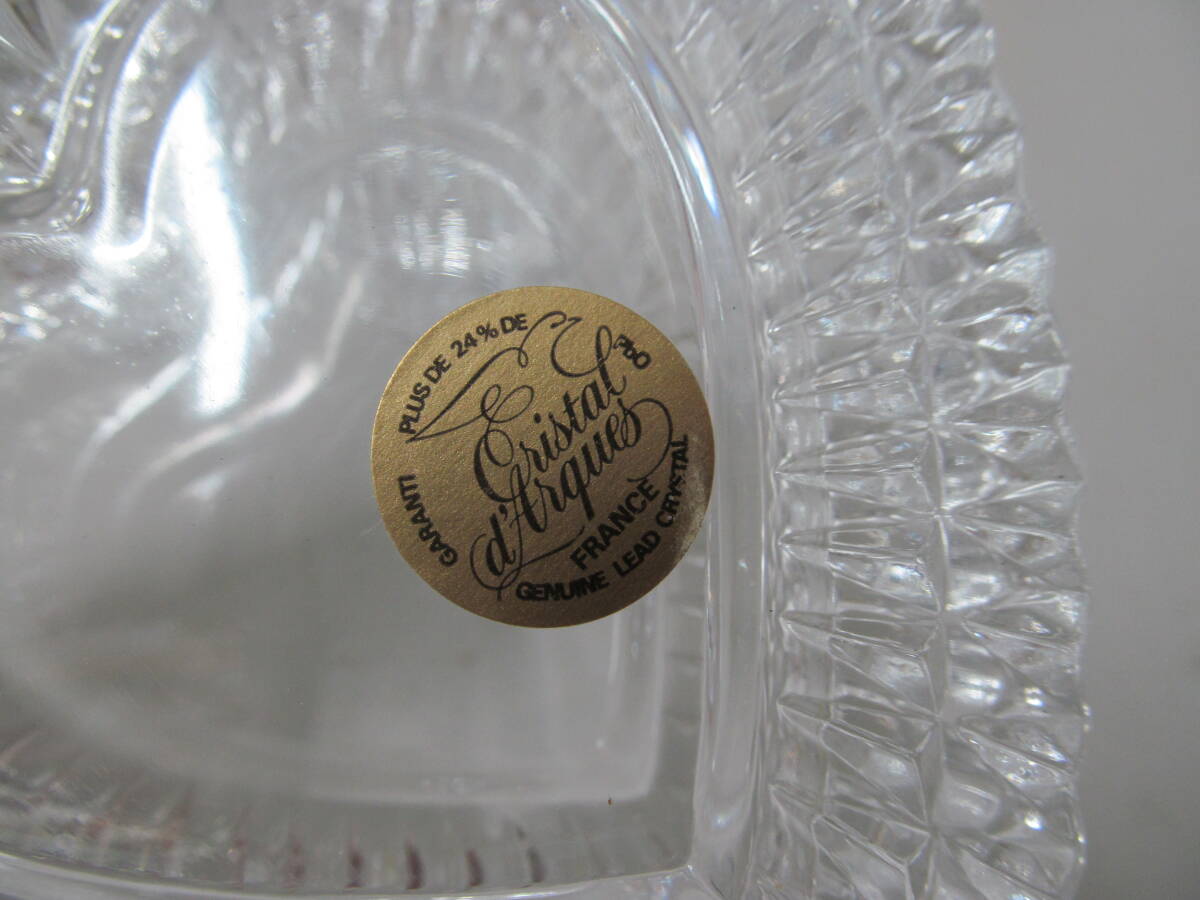 GARANTI PLUS DE 24% DE PbO
Cristal
d'Arques
FRANCE
GENUINE LEAD CRYSTAL